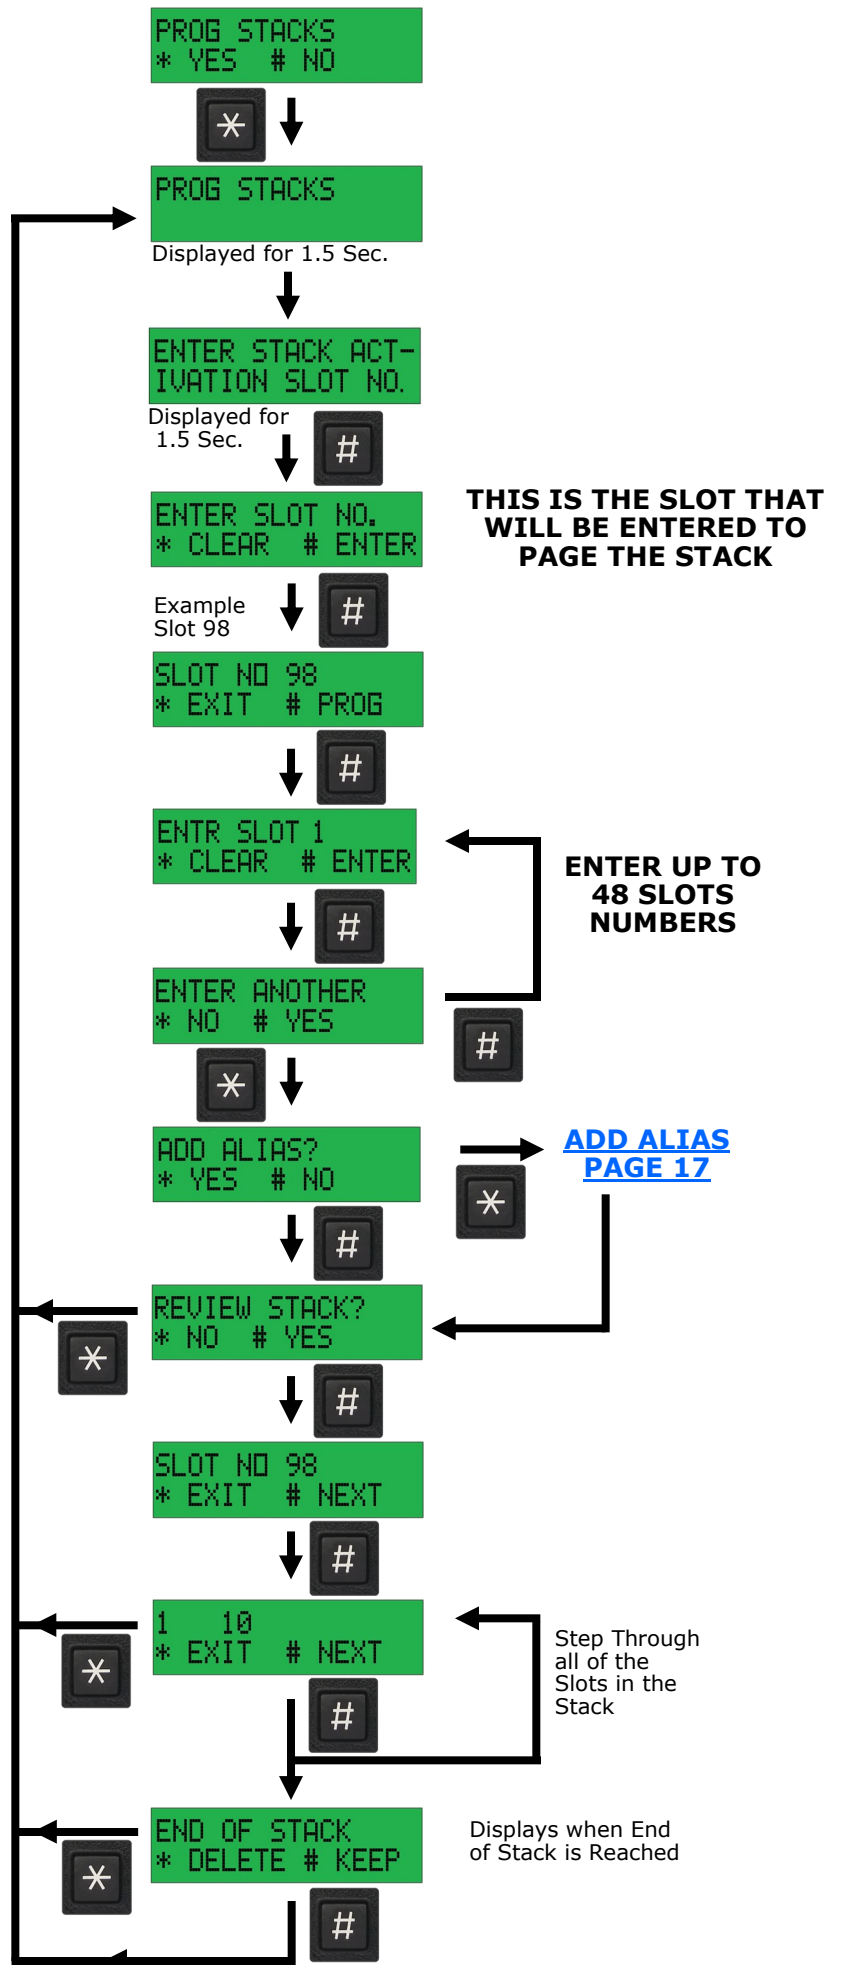 PROG STACKS
* YES # NO
*
PROG STACKS
Displayed for 1.5 Sec.
ENTER STACK ACT-
IVATION SLOT NO.
Displayed for
1.5 Sec.
#
ENTER SLOT NO.
* CLEAR # ENTER
THIS IS THE SLOT THAT
WILL BE ENTERED TO
PAGE THE STACK
Example
Slot 98
#
SLOT NO 98
* EXIT # PROG
#
ENTR SLOT 1
* CLEAR # ENTER
ENTER UP TO
48 SLOTS
NUMBERS
#
ENTER ANOTHER
* NO # YES
#
*
ADD ALIAS?
* YES # NO
ADD ALIAS
PAGE 17
*
#
REVIEW STACK?
* NO # YES
*
#
SLOT NO 98
* EXIT # NEXT
#
1 10
* EXIT # NEXT
Step Through
all of the
Slots in the
Stack
*
#
END OF STACK
* DELETE # KEEP
Displays when End
of Stack is Reached
*
#